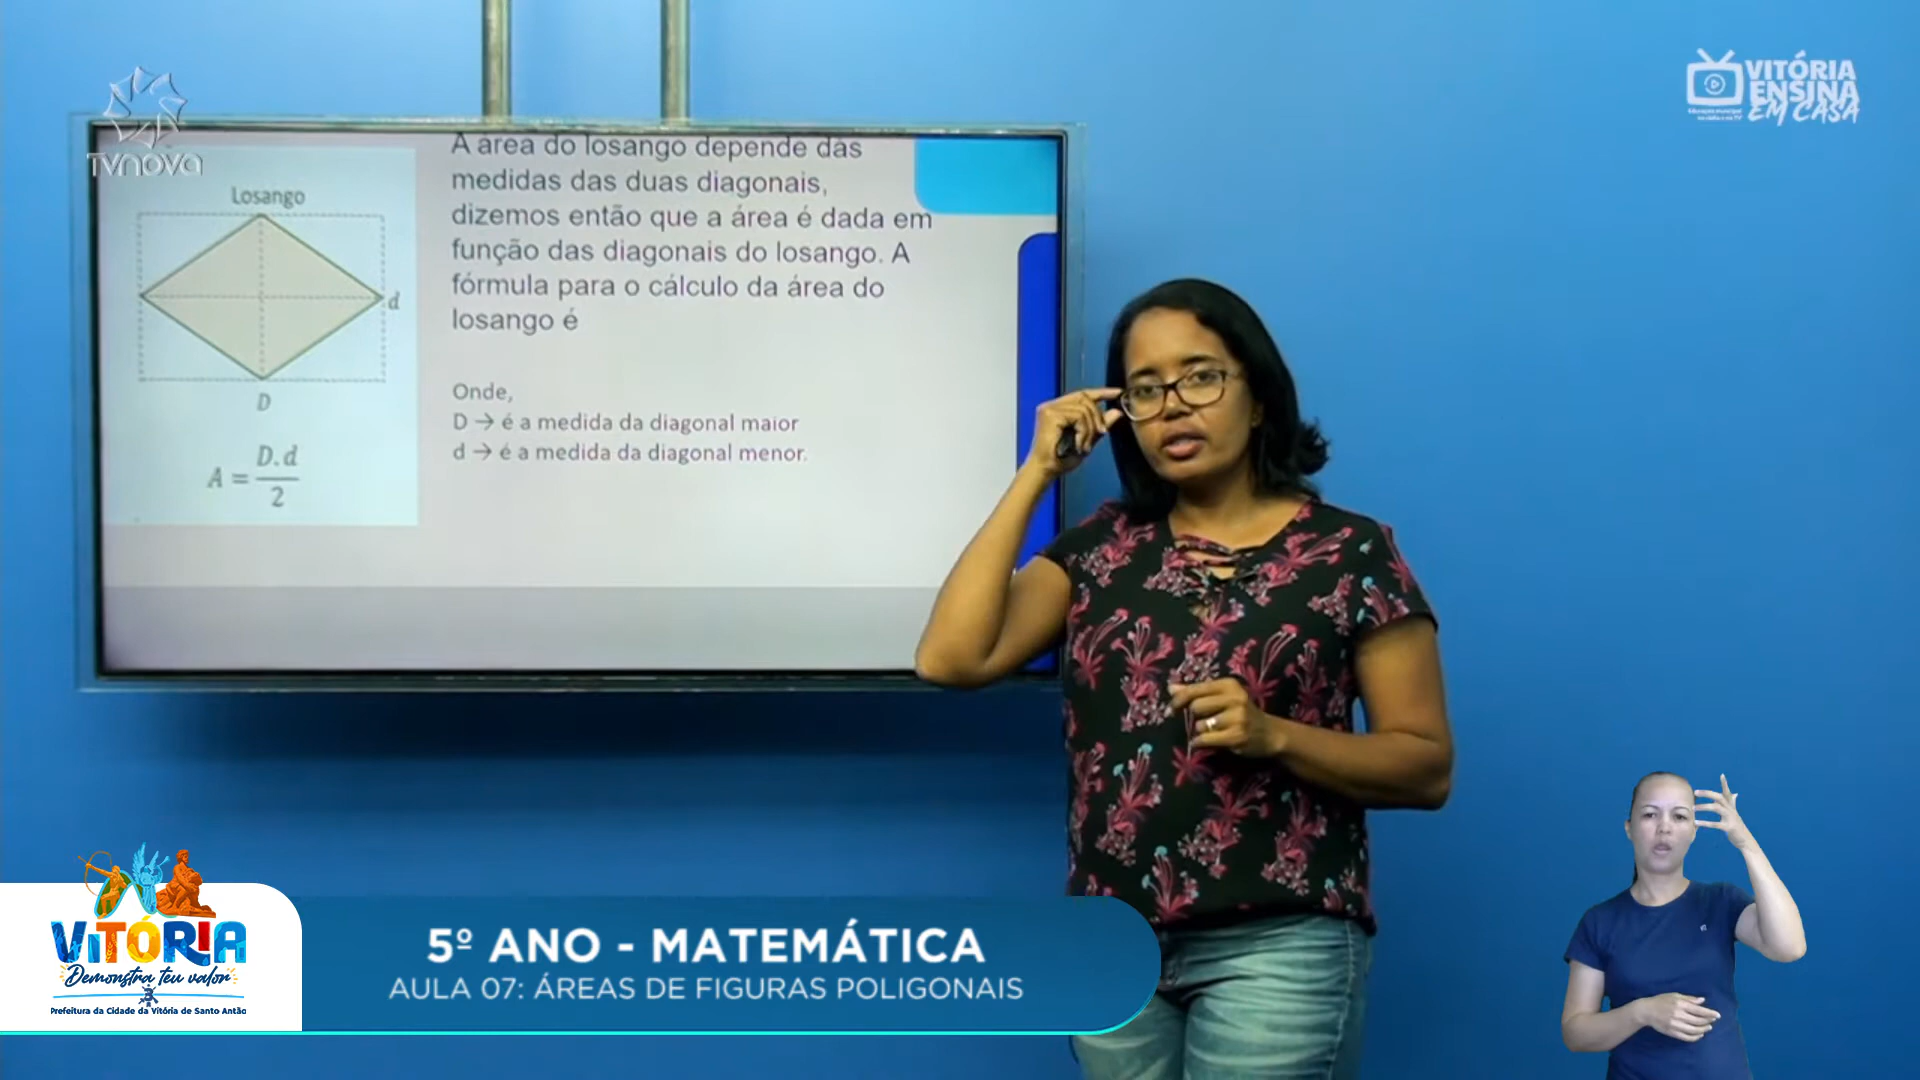 TVNOVA
VITÓRIA
ENSINA
EM CASA
Losango
d
D
A = D.d
2
A área do losango depende das
medidas das duas diagonais,
dizemos então que a área é dada em
função das diagonais do losango. A
fórmula para o cálculo da área do
losango é
Onde,
D → é a medida da diagonal maior
d → é a medida da diagonal menor.
VITÓRIA
Demonstra teu valor
Prefeitura da Cidade da Vitória de Santo Antão
5º ANO - MATEMÁTICA
AULA 07: ÁREAS DE FIGURAS POLIGONAIS